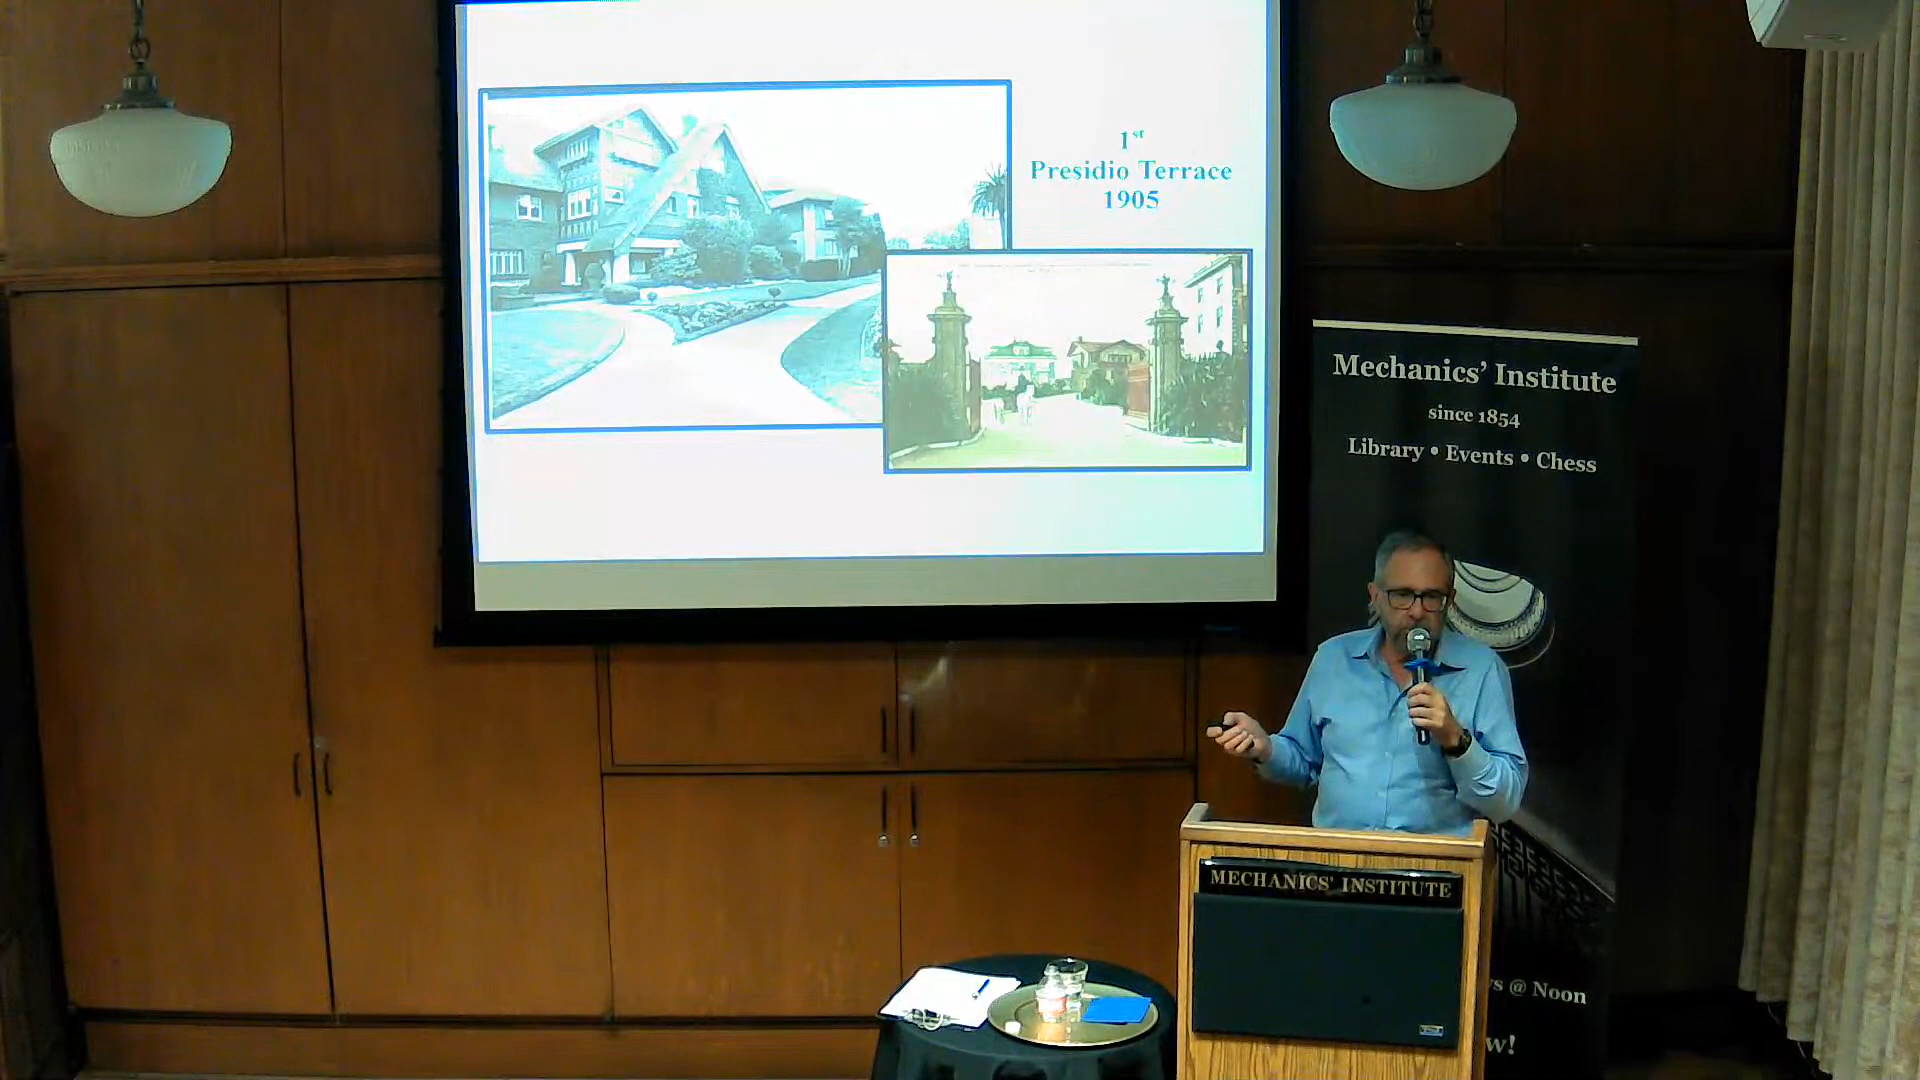 1st
Presidio Terrace
1905
Mechanics' Institute
since 1854
Library • Events • Chess
MECHANICS' INSTITUTE
@ Noon